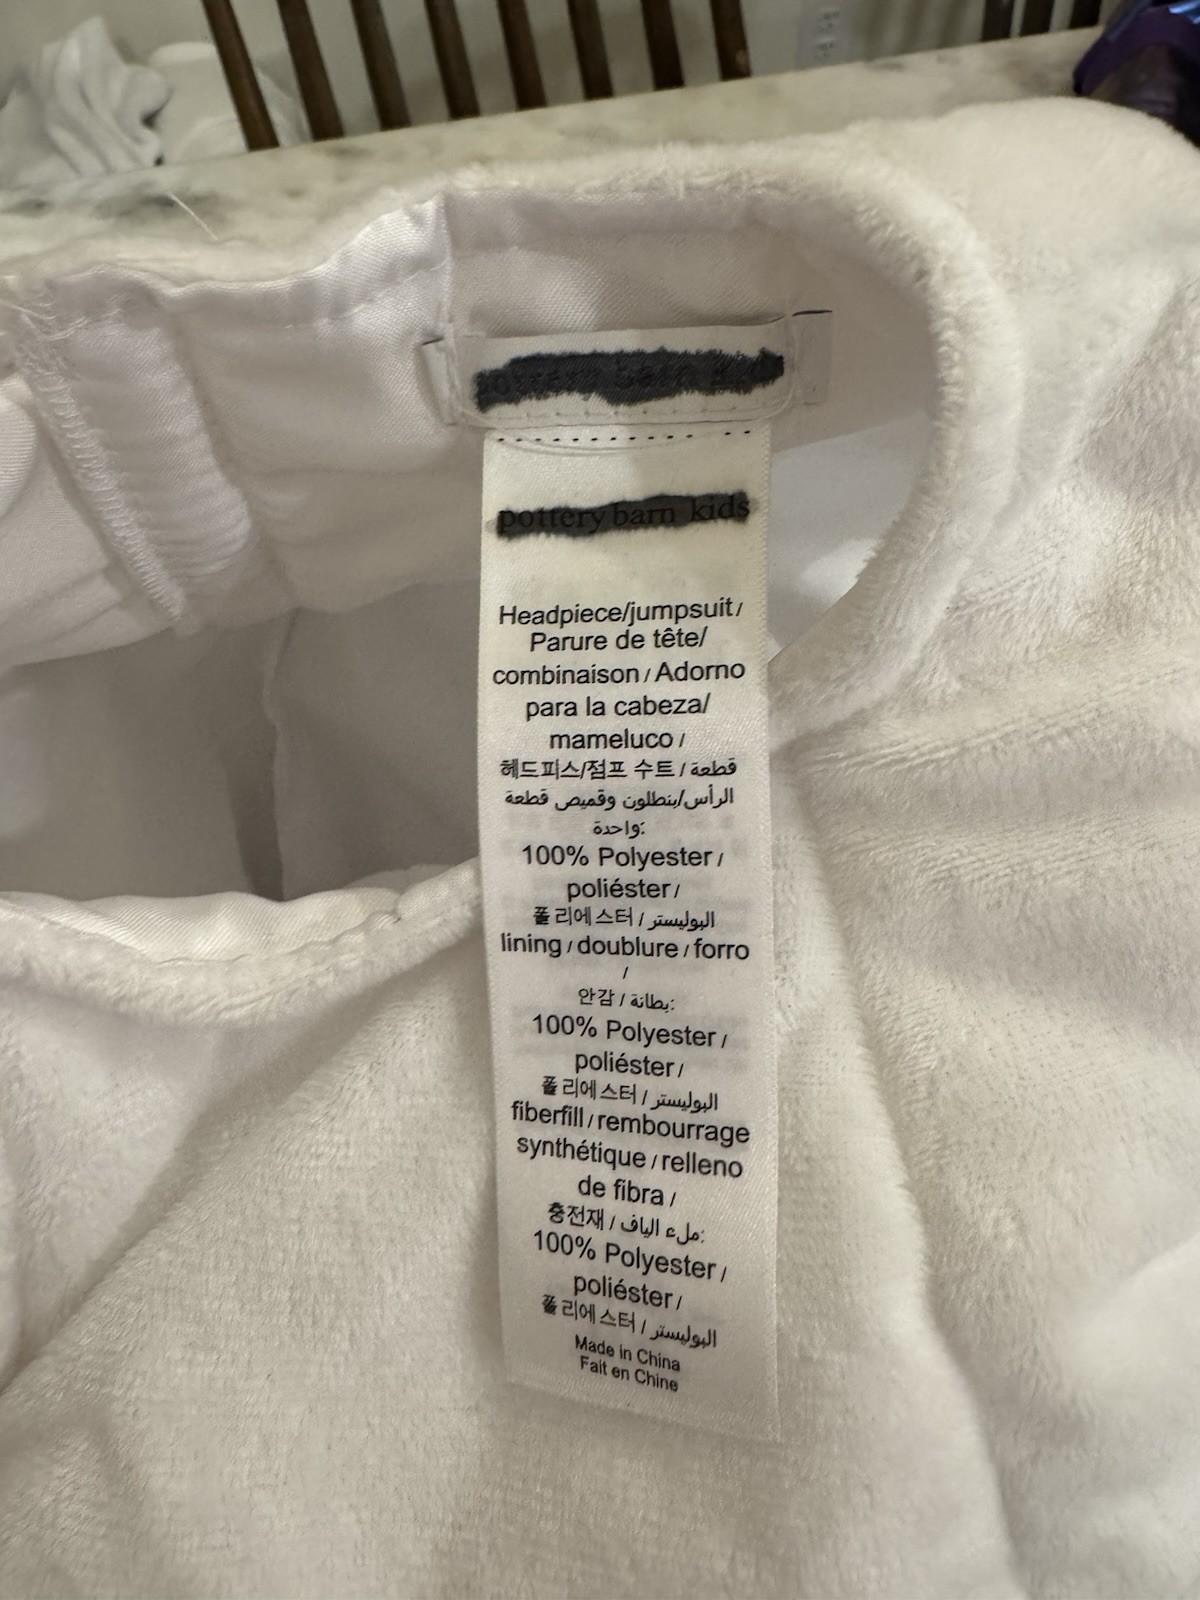 pottery barn kids
pottery barn kids
Headpiece/jumpsuit/
Parure de tête/
combinaison / Adorno
para la cabeza/
mameluco /
헤드피스/점프 수트 / قطعة
الرأس/بنطلون وقميص قطعة
واحدة:
100% Polyester /
poliéster /
폴리에스터 / البوليستر
lining / doublure / forro
/
안감 / بطانة:
100% Polyester /
poliéster /
폴리에스터 / البوليستر
fiberfill / rembourrage
synthétique / relleno
de fibra /
충전재 / ملء الياف:
100% Polyester /
poliéster /
폴리에스터 / البوليستر
Made in China
Fait en Chine